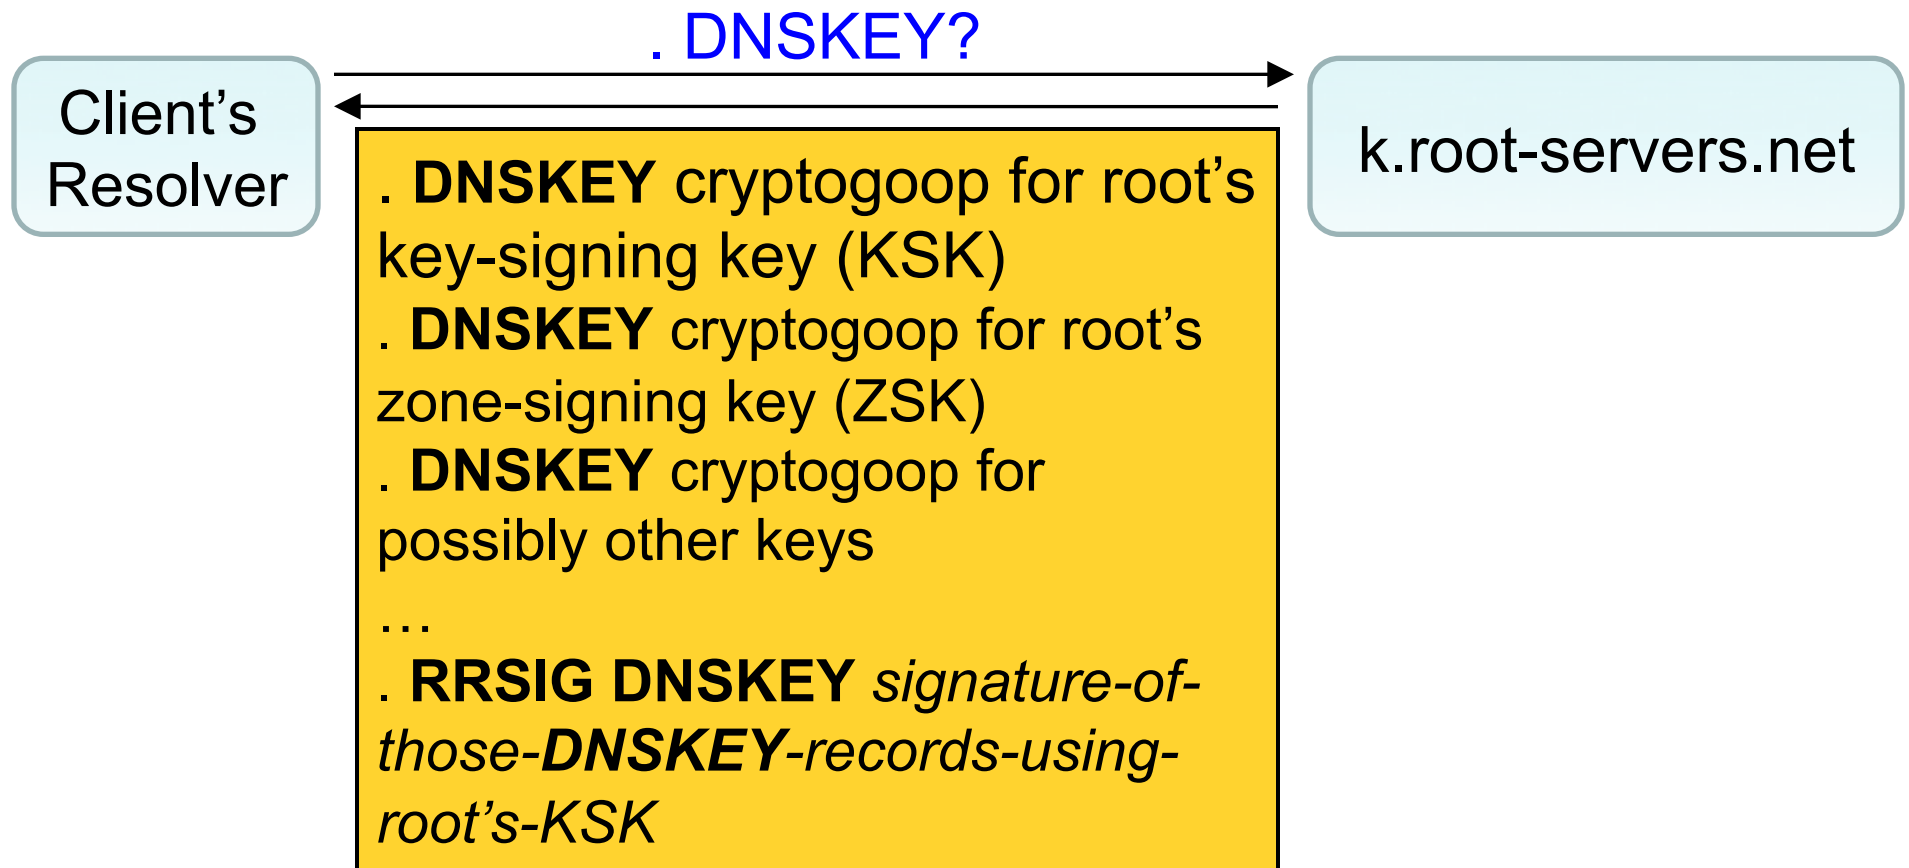 . DNSKEY?
Client’s
Resolver
k.root-servers.net
. DNSKEY cryptogoop for root’s
key-signing key (KSK)
. DNSKEY cryptogoop for root’s
zone-signing key (ZSK)
. DNSKEY cryptogoop for
possibly other keys
…
. RRSIG DNSKEY signature-of-
those-DNSKEY-records-using-
root’s-KSK